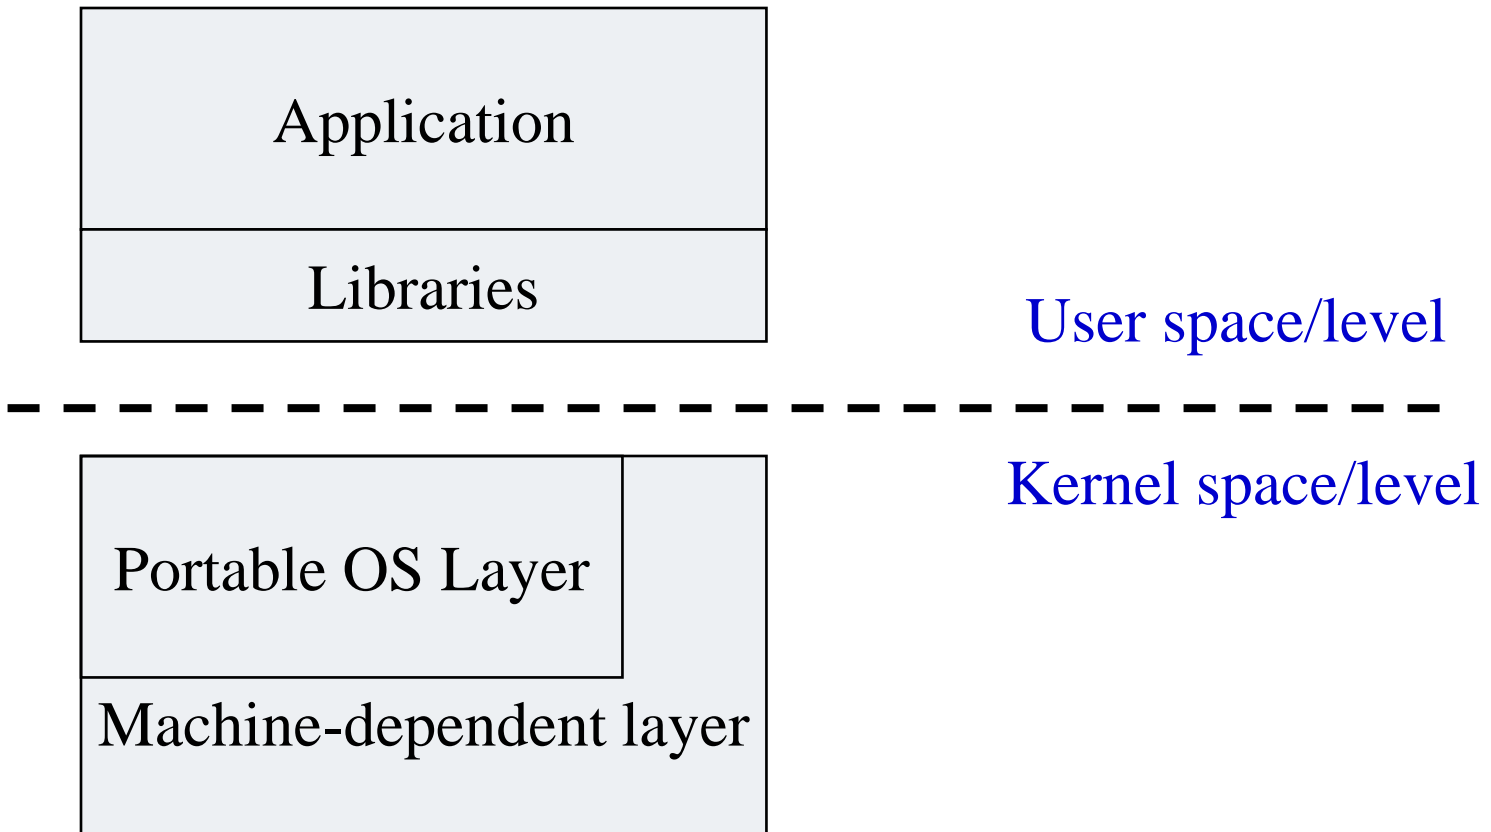 Application
Libraries
User space/level
Kernel space/level
Portable OS Layer
Machine-dependent layer